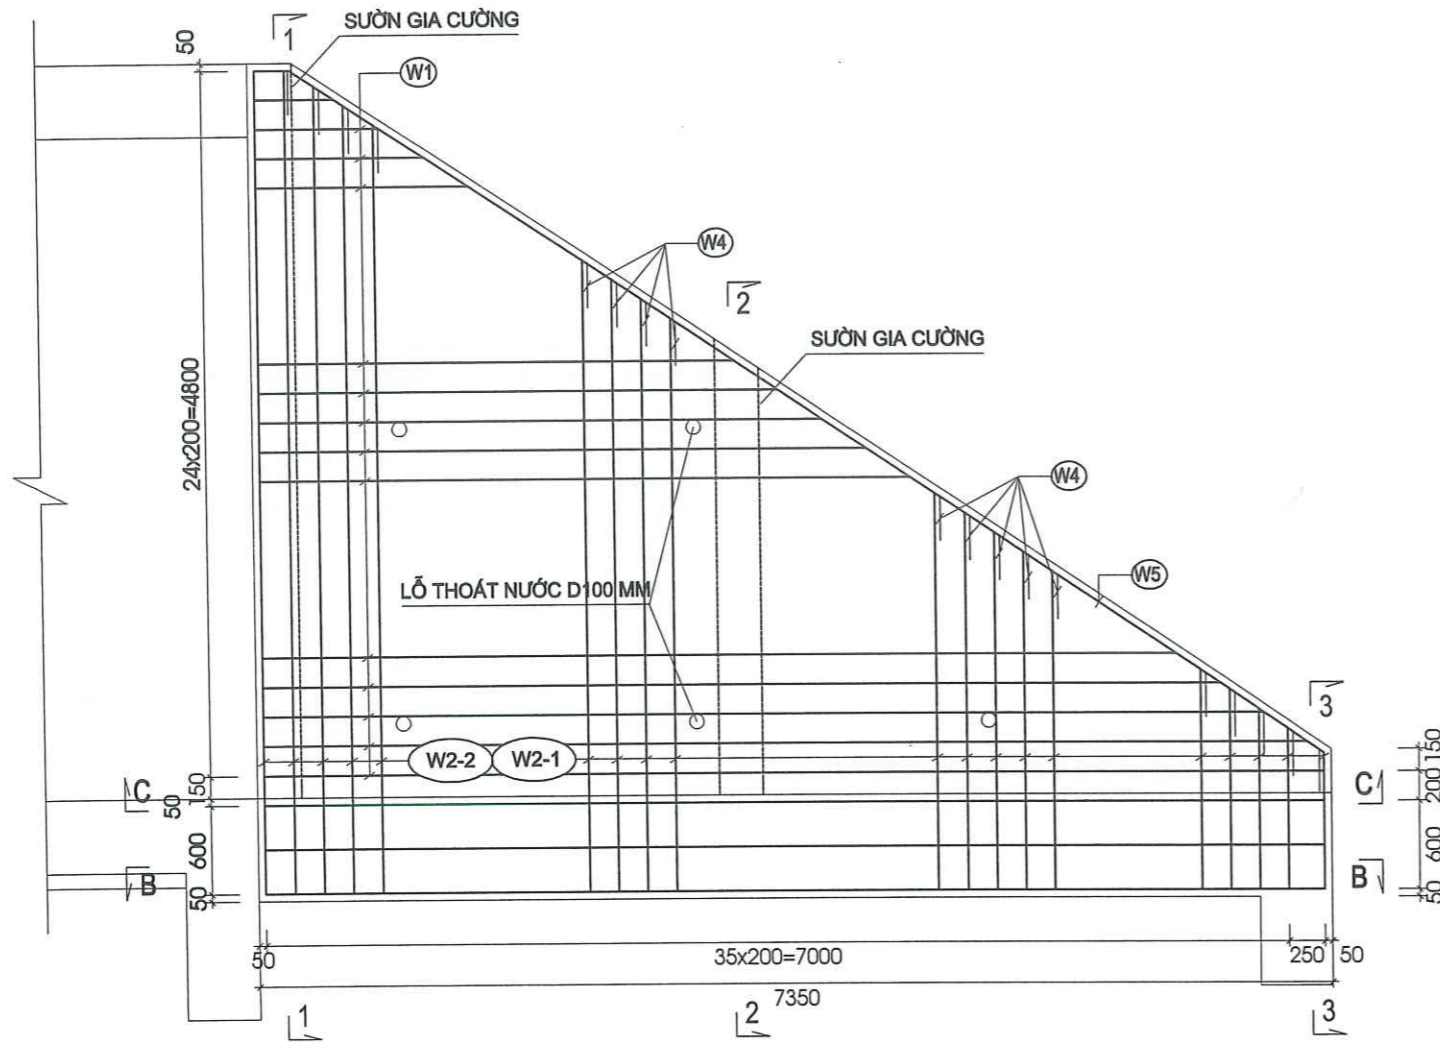 SƯỜN GIA CƯỜNG
1
50
W1
W4
2
SƯỜN GIA CƯỜNG
24x200=4800
W4
LỖ THOÁT NƯỚC D100 MM
W5
3
W2-2
W2-1
150
200
C
150
50
C
600
600
B
B
50
50
50
35x200=7000
250
50
7350
1
2
3